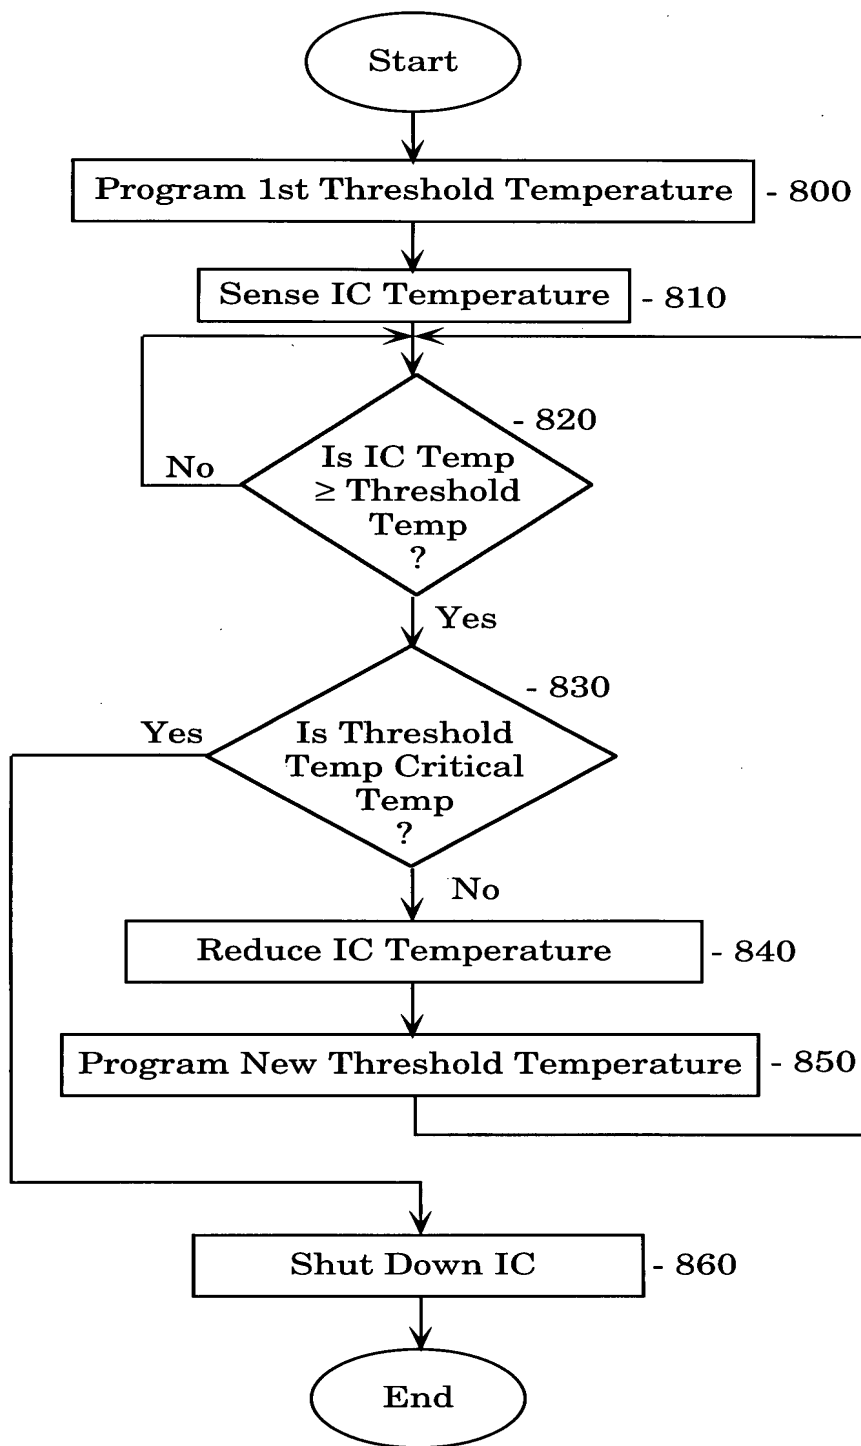 Start
Program 1st Threshold Temperature - 800
Sense IC Temperature - 810
- 820
Is IC Temp
≥ Threshold
Temp
?
No
Yes
- 830
Yes
Is Threshold
Temp Critical
Temp
?
No
Reduce IC Temperature - 840
Program New Threshold Temperature - 850
Shut Down IC - 860
End